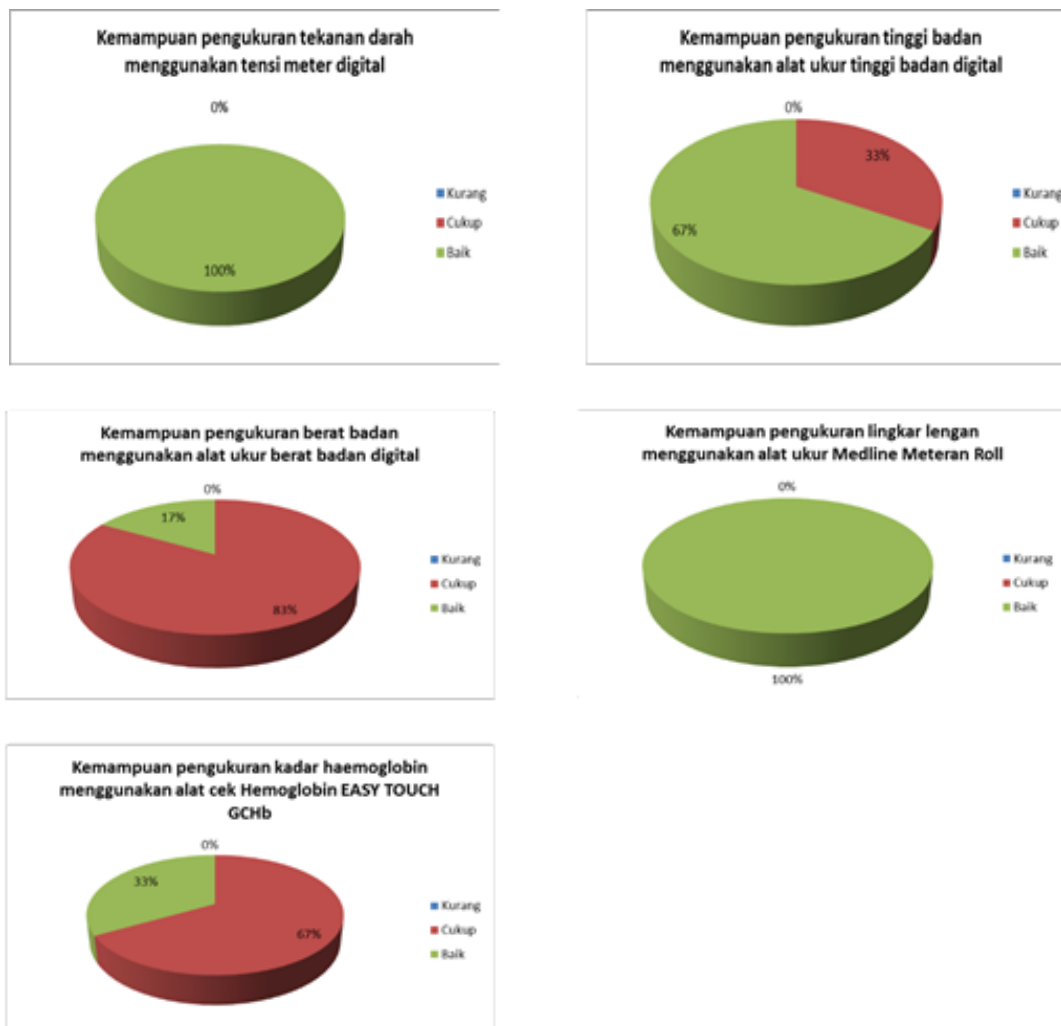 Kemampuan pengukuran tekanan darah
menggunakan tensi meter digital
0%
100%
Kurang
Cukup
Baik
Kemampuan pengukuran tinggi badan
menggunakan alat ukur tinggi badan digital
0%
33%
67%
Kurang
Cukup
Baik
Kemampuan pengukuran berat badan
menggunakan alat ukur berat badan digital
0%
17%
83%
Kurang
Cukup
Baik
Kemampuan pengukuran lingkar lengan
menggunakan alat ukur Medline Meteran Roll
0%
100%
Kurang
Cukup
Baik
Kemampuan pengukuran kadar haemoglobin
menggunakan alat cek Hemoglobin EASY TOUCH
GCHb
0%
33%
67%
Kurang
Cukup
Baik